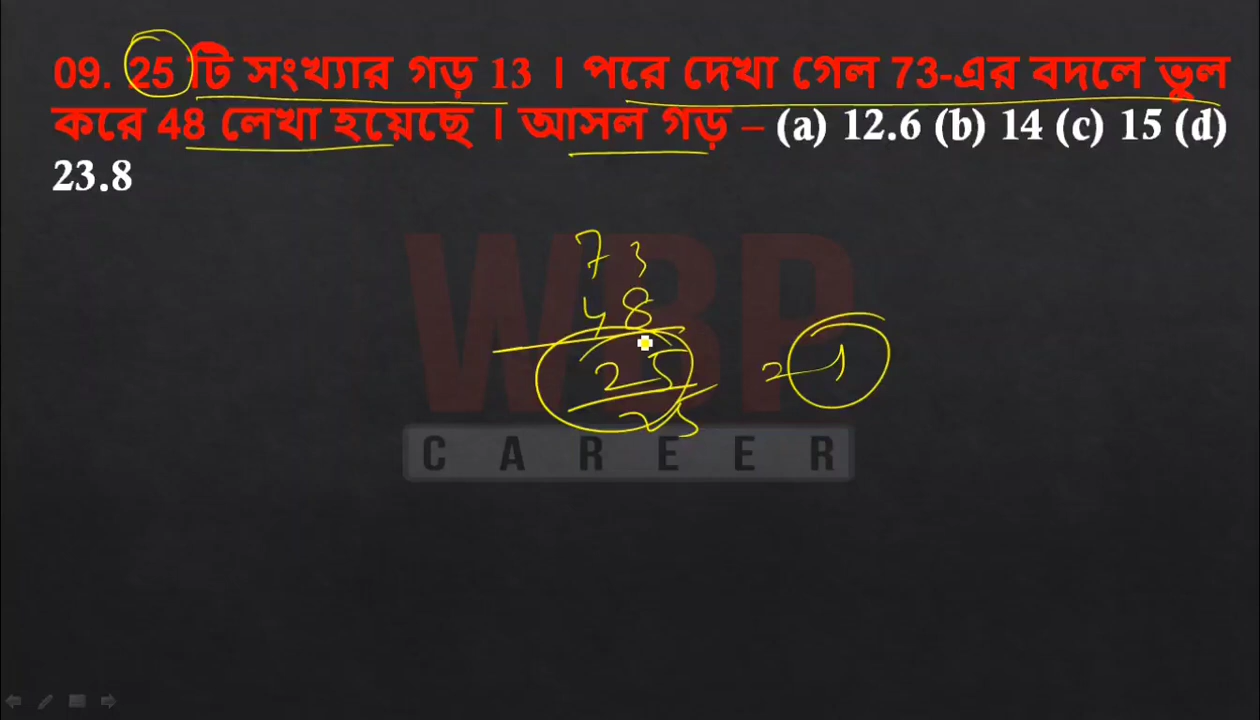 09. 25 টি সংখ্যার গড় 13 । পরে দেখা গেল 73-এর বদলে ভুল
করে 48 লেখা হয়েছে । আসল গড় – (a) 12.6 (b) 14 (c) 15 (d)
23.8
73
48
25
25
= 1
WBP
CAREER